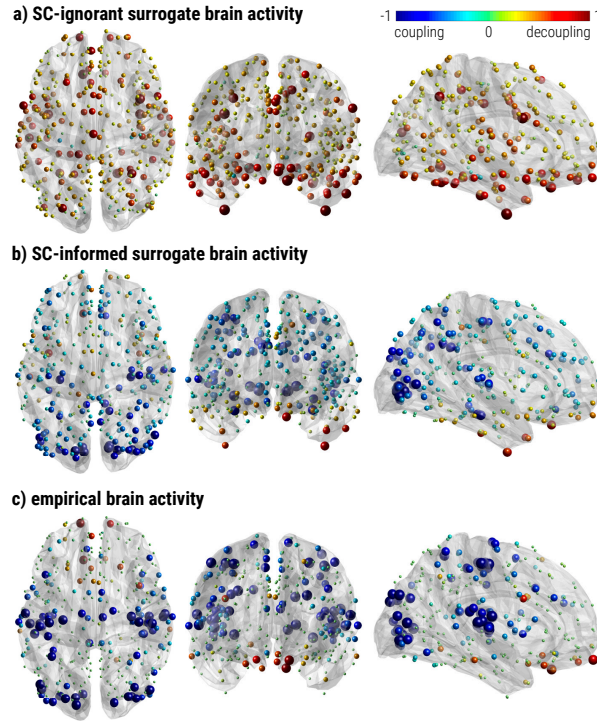 a) SC-ignorant surrogate brain activity
-1 1
coupling 0 decoupling
b) SC-informed surrogate brain activity
c) empirical brain activity